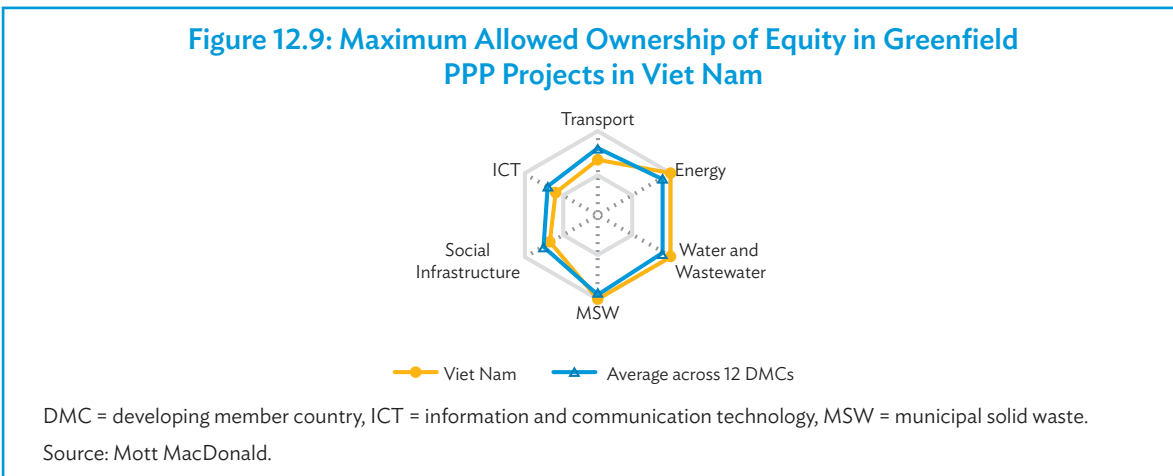 Figure 12.9: Maximum Allowed Ownership of Equity in Greenfield
PPP Projects in Viet Nam
Transport
ICT
Energy
Social
Infrastructure
Water and
Wastewater
MSW
Viet Nam
Average across 12 DMCs
DMC = developing member country, ICT = information and communication technology, MSW = municipal solid waste.
Source: Mott MacDonald.